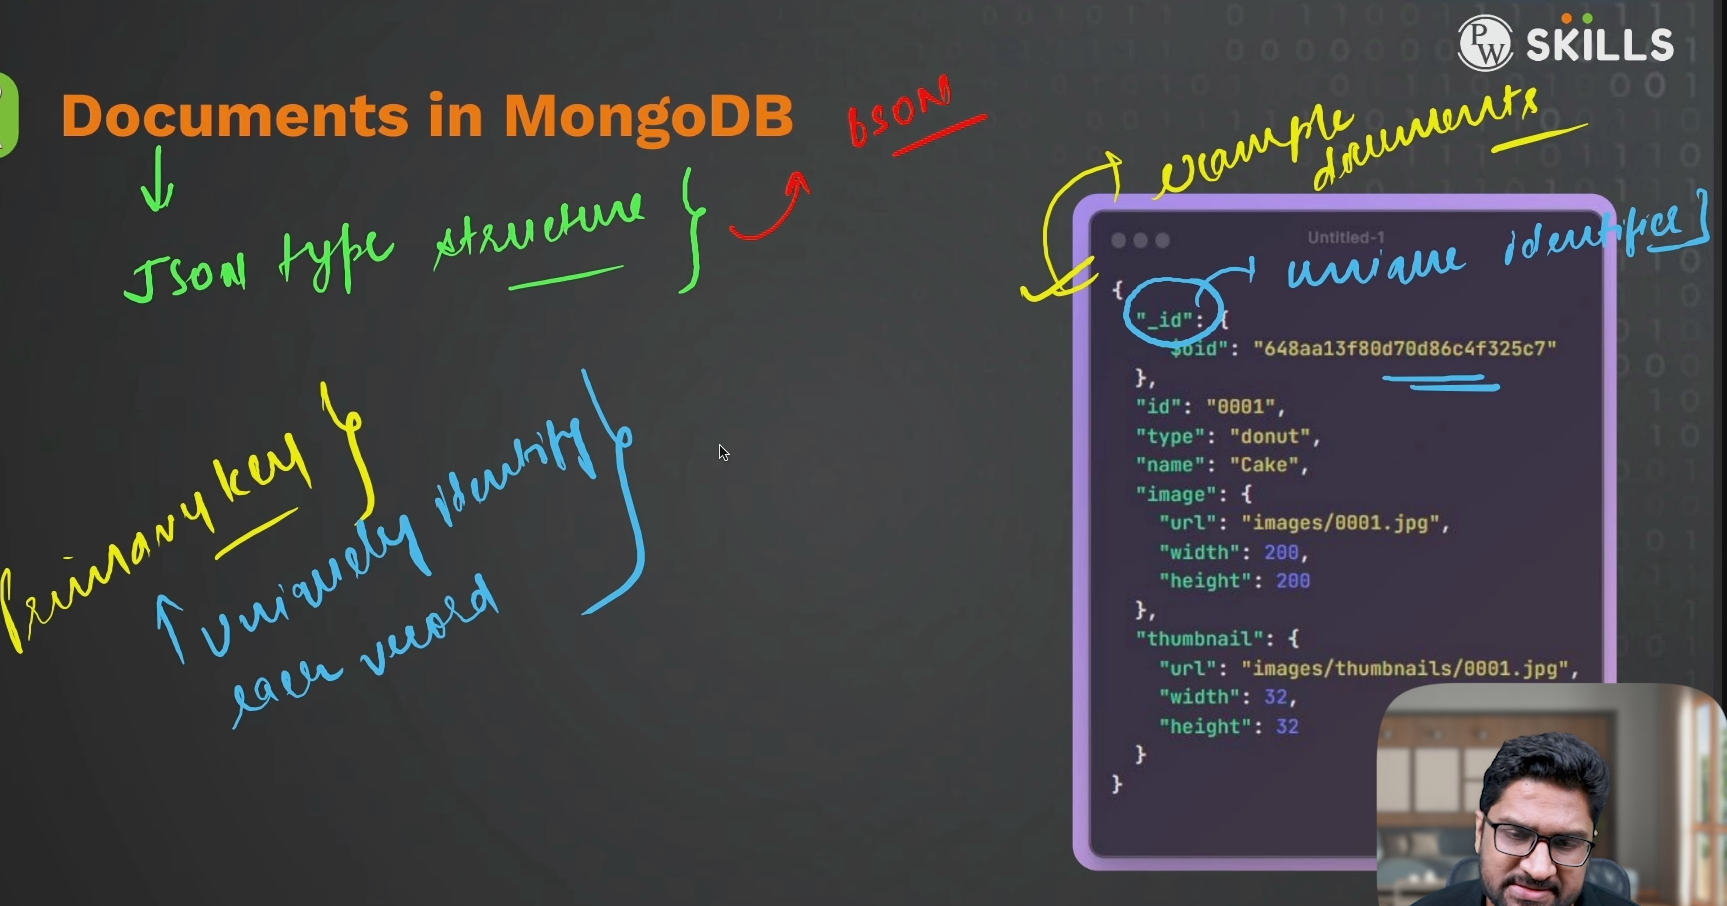 PW SKILLS
Documents in MongoDB
BSON
example
documents
JSON type structure
Untitled-1
unique identifier
{
"_id": {
"$oid": "648aa13f80d70d86c4f325c7"
},
"id": "0001",
"type": "donut",
"name": "Cake",
"image": {
"url": "images/0001.jpg",
"width": 200,
"height": 200
},
"thumbnail": {
"url": "images/thumbnails/0001.jpg",
"width": 32,
"height": 32
}
}
Primary key
uniquely identify
each record